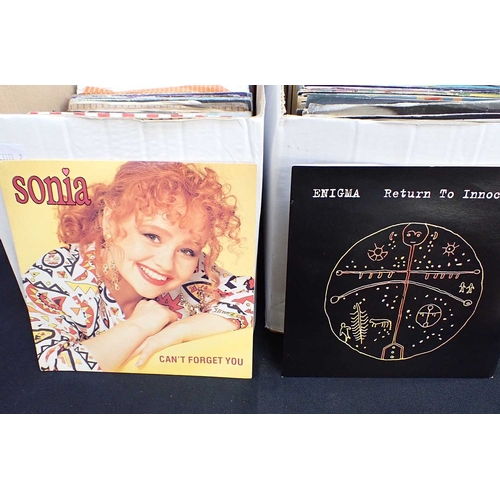 sonia
CAN'T FORGET YOU
ENIGMA Return To Innoc